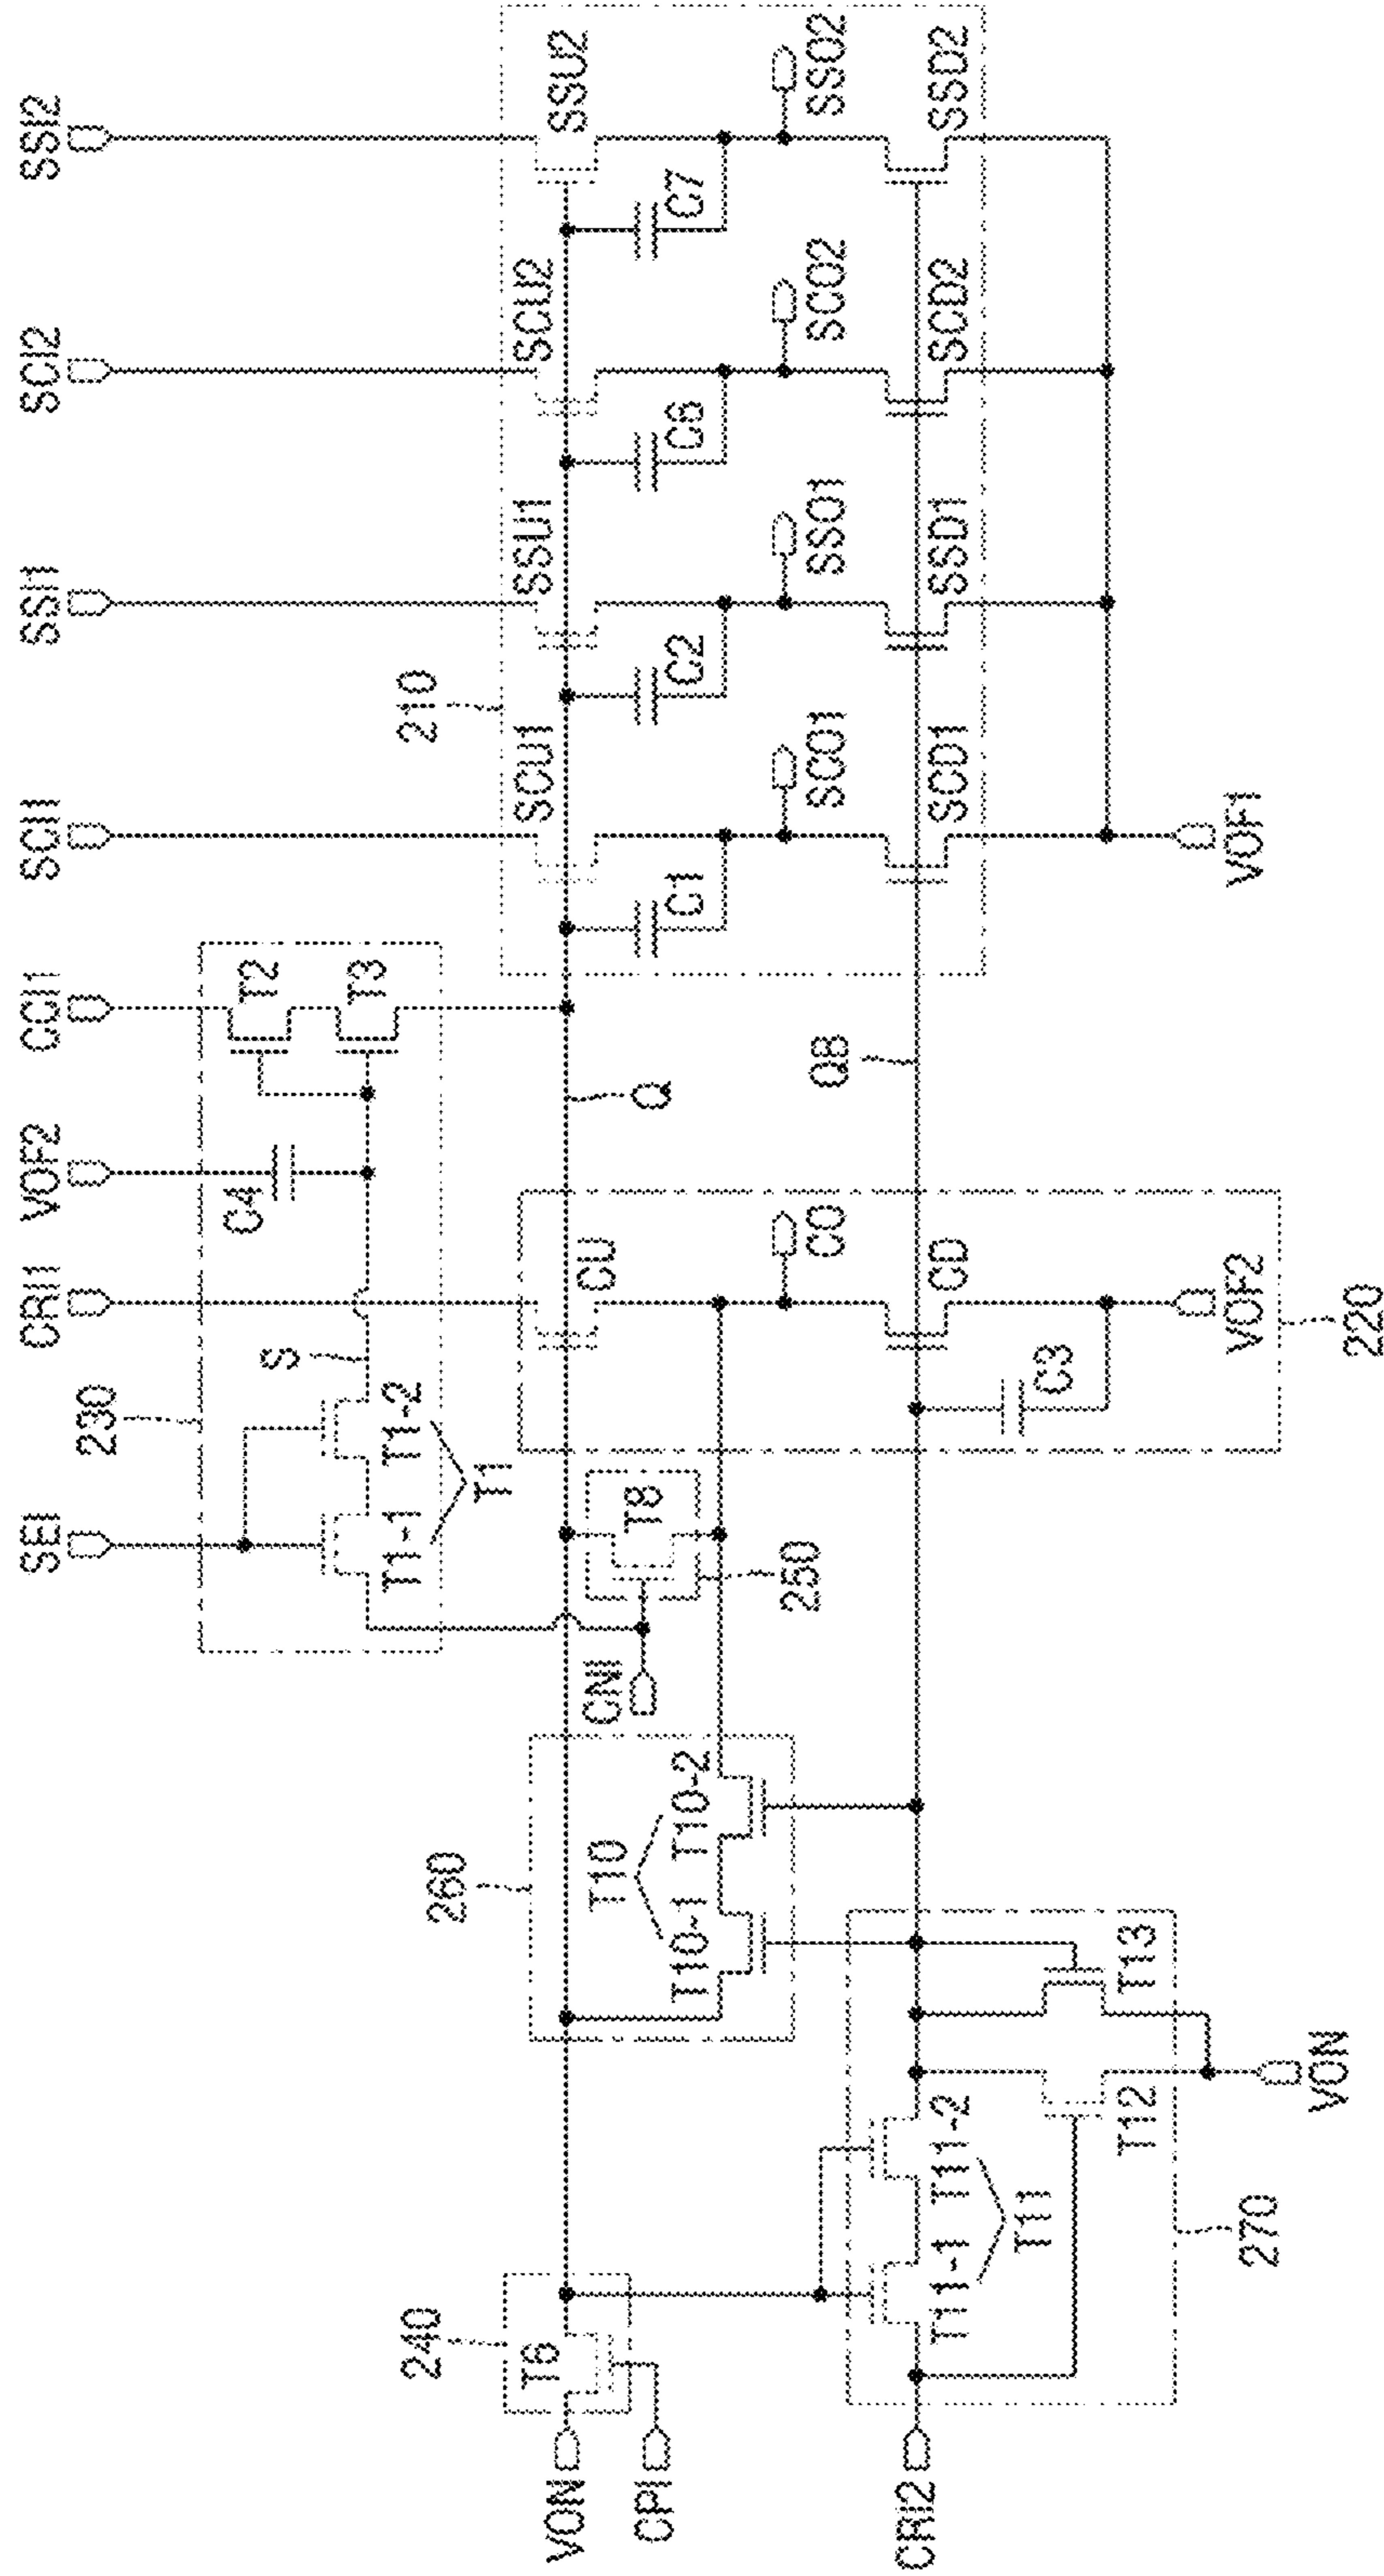 SEI
CRI1
VOF2
CCI1
SCI1
SSI1
SCI2
SSI2
230
C4
T2
S
T3
T1-1
T1-2
T1
240
260
210
SCU1
SSU1
SCU2
SSU2
T6
VON
CU
CNI
T10
T8
CPI
Q
T10-1
T10-2
C1
C2
C6
C7
250
CO
QB
SCO1
SSO1
SCO2
SSO2
CRI2
T11-1
T11-2
CD
SCD1
SSD1
SCD2
SSD2
T11
C3
T12
T13
VOF2
VOF1
270
VON
220